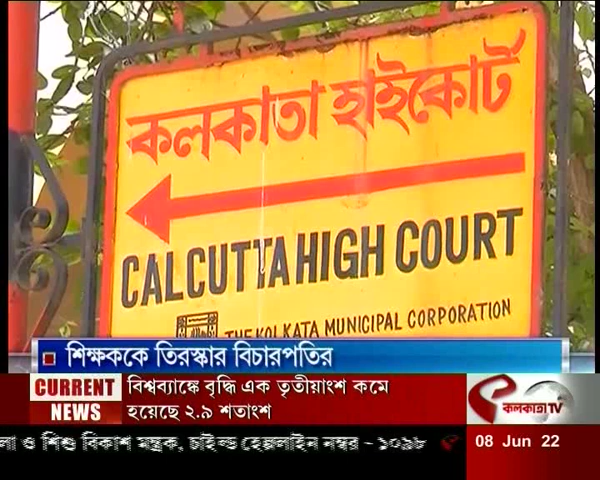 কলকাতা হাইকোর্ট
CALCUTTA HIGH COURT
THE KOLKATA MUNICIPAL CORPORATION
শিক্ষককে তিরস্কার বিচারপতির
CURRENT NEWS
বিশ্বব্যাঙ্কে বৃদ্ধি এক তৃতীয়াংশ কমে
হয়েছে ২.৯ শতাংশ
কলকাতা TV
লা ও শিশু বিকাশ মন্ত্রক, চাইল্ড হেল্পলাইন নম্বর - ১০৯৮
08 Jun 22